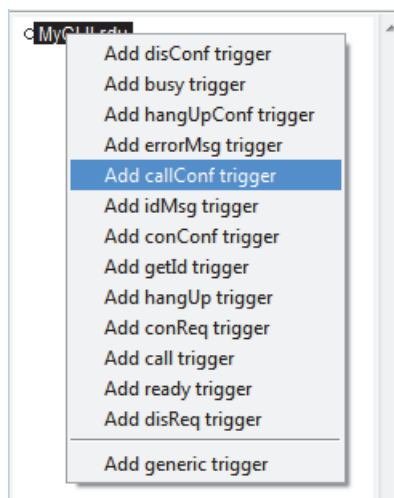 Add disConf trigger
Add busy trigger
Add hangUpConf trigger
Add errorMsg trigger
Add callConf trigger
Add idMsg trigger
Add conConf trigger
Add getId trigger
Add hangUp trigger
Add conReq trigger
Add call trigger
Add ready trigger
Add disReq trigger
Add generic trigger